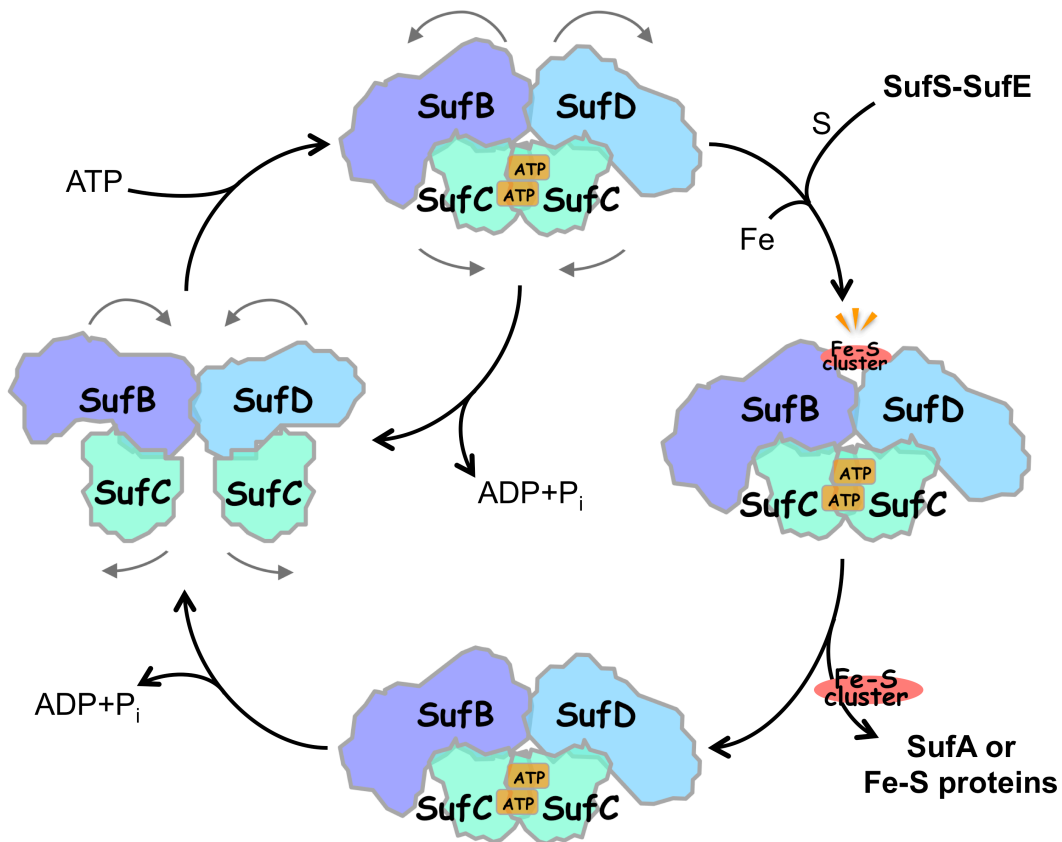 SufS-SufE
SufB
SufD
S
ATP
ATP
SufC
ATP
SufC
Fe
Fe-S
cluster
SufB
SufD
SufB
SufD
ATP
SufC
SufC
SufC
ATP
SufC
ADP+Pi
Fe-S
cluster
ADP+Pi
SufB
SufD
SufA or
Fe-S proteins
ATP
SufC
ATP
SufC